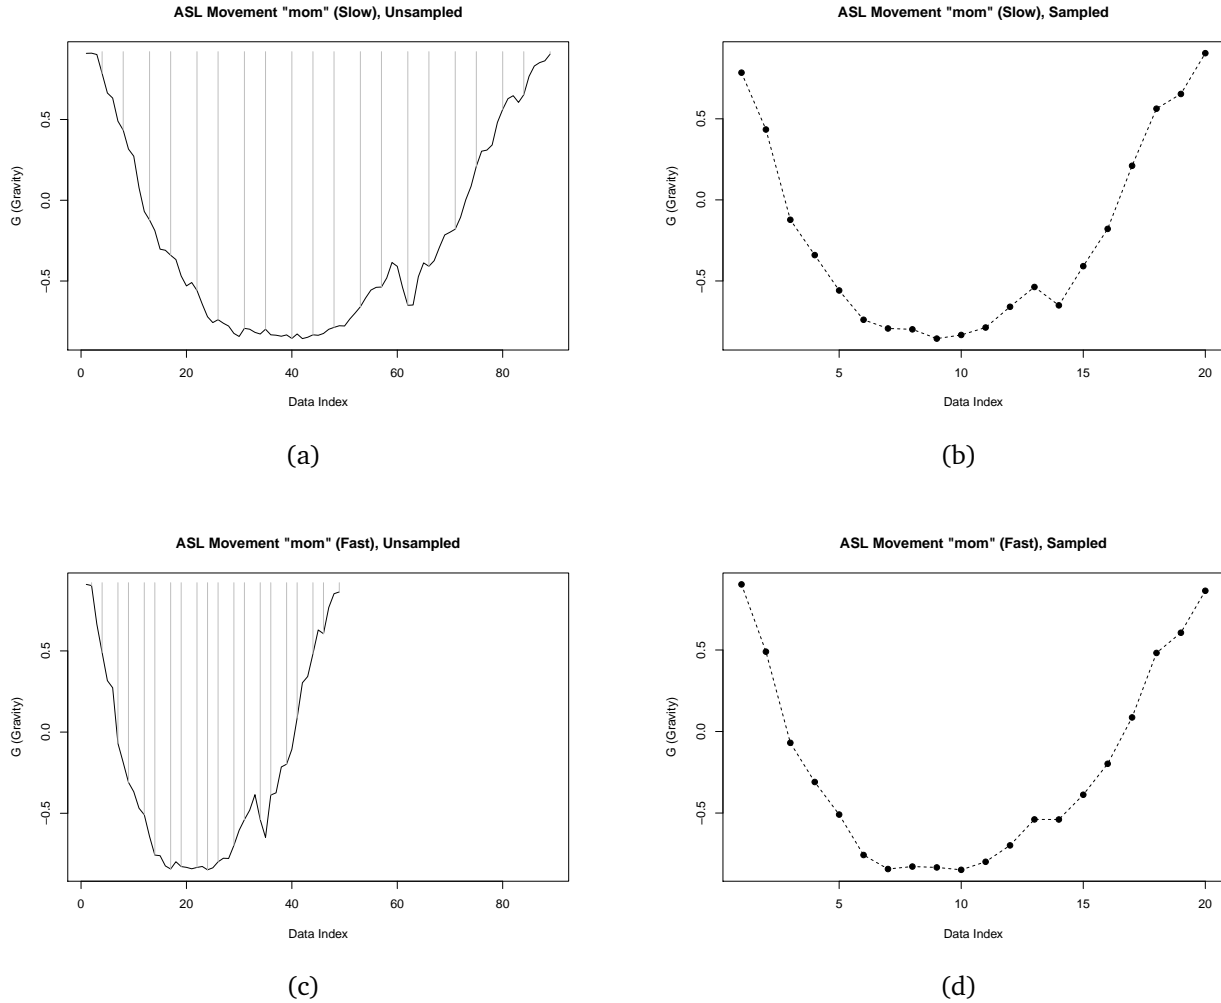 ASL Movement "mom" (Slow), Unsampled
G (Gravity)
0.5
0.0
−0.5
0 20 40 60 80
Data Index
(a)
ASL Movement "mom" (Slow), Sampled
G (Gravity)
0.5
0.0
−0.5
5 10 15 20
Data Index
(b)
ASL Movement "mom" (Fast), Unsampled
G (Gravity)
0.5
0.0
−0.5
0 20 40 60 80
Data Index
(c)
ASL Movement "mom" (Fast), Sampled
G (Gravity)
0.5
0.0
−0.5
5 10 15 20
Data Index
(d)